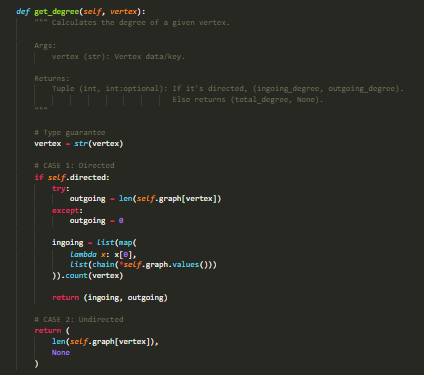 def get_degree(self, vertex):
""" Calculates the degree of a given vertex.
Args:
vertex (str): Vertex data/key.
Returns:
Tuple (int, int:optional): If it's directed, (ingoing_degree, outgoing_degree).
Else returns (total_degree, None).
"""
# Type guarantee
vertex = str(vertex)
# CASE 1: Directed
if self.directed:
try:
outgoing = len(self.graph[vertex])
except:
outgoing = 0
ingoing = list(map(
lambda x: x[0],
list(chain(*self.graph.values()))
)).count(vertex)
return (ingoing, outgoing)
# CASE 2: Undirected
return (
len(self.graph[vertex]),
None
)